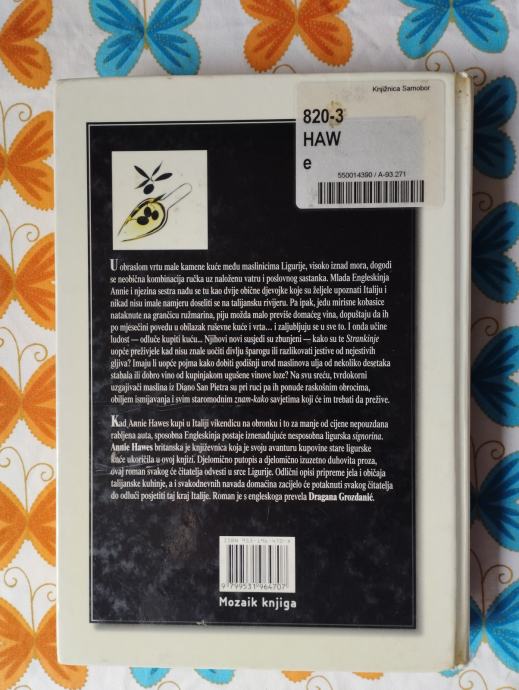 Knjižnica Samobor
820-3
HAW
e
550014390 / A-93.271
U obraslom vrtu male kamene kuće među maslinicima Ligurije, visoko iznad mora, dogodi
se neobična kombinacija ručka uz naloženu vatru i poslovnog sastanka. Mlada Engleskinja
Annie i njezina sestra nađu se tu kao dvije obične djevojke koje su željele upoznati Italiju i
nikad nisu imale namjeru doseliti se na talijansku rivijeru. Pa ipak, jedu mirisne kobasice
nataknute na grančicu ružmarina, piju možda malo previše domaćeg vina, dopuštaju da ih
po mjesečini povedu u obilazak ruševne kuće i vrta... i zaljubljuju se u sve to. I onda učine
ludost — odluče kupiti kuću... Njihovi novi susjedi su zbunjeni — kako su te Strankinje
uopće preživjele kad nisu znale uočiti divlju šparogu ili razlikovati jestive od nejestivih
gljiva? Imaju li uopće pojma kako dobiti godišnji urod maslinova ulja od nekoliko desetaka
stabala ili dobro vino od kupinjakom ugušene vinove loze? Na svu sreću, tvrdokorni
uzgajivači maslina iz Diano San Pietra su pri ruci pa ih ponude raskošnim obrocima,
obiljem ismijavanja i svim staromodnim znam-kako savjetima koji će im trebati da prežive.
Kad Annie Hawes kupi u Italiji vikendicu na obronku i to za manje od cijene nepouzdana
rabljena auta, sposobna Engleskinja postaje iznenađujuće nesposobna ligurska signorina.
Annie Hawes britanska je književnica koja je svoju avanturu kupovine stare ligurske
kuće ukoričila u ovoj knjizi. Djelomično putopis a djelomično izuzetno duhovita proza,
ovaj roman svakog će čitatelja odvesti u srce Ligurije. Odlični opisi pripreme jela i običaja
talijanske kuhinje, a i svakodnevnih navada domaćina zacijelo će potaknuti svakog čitatelja
da odluči posjetiti taj kraj Italije. Roman je s engleskoga prevela Dragana Grozdanić.
ISBN 953-196-470-X
9 799531 964707
Mozaik knjiga